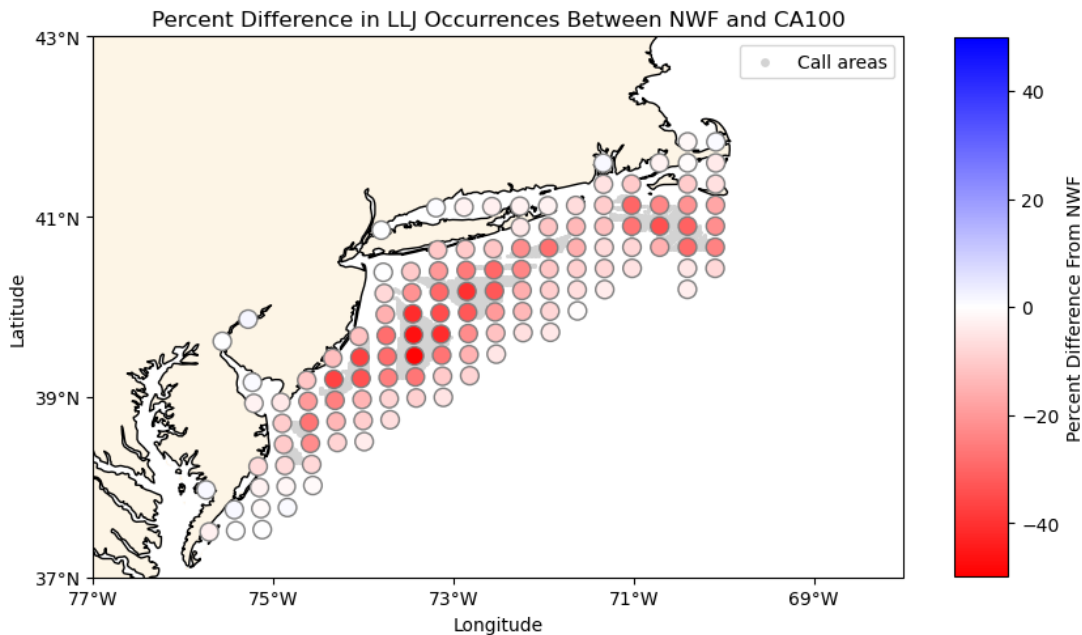 Percent Difference in LLJ Occurrences Between NWF and CA100
43°N
41°N
39°N
37°N
Latitude
77°W
75°W
73°W
71°W
69°W
Longitude
Call areas
40
20
0
−20
−40
Percent Difference From NWF